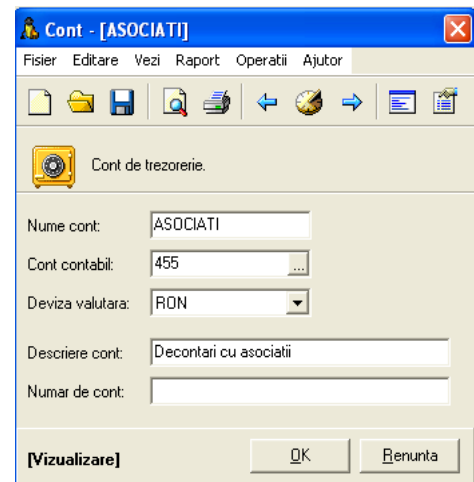 Cont - [ASOCIATI]
Fisier Editare Vezi Raport Operatii Ajutor
Cont de trezorerie.
Nume cont: ASOCIATI
Cont contabil: 455 ...
Deviza valutara: RON
Descriere cont: Decontari cu asociatii
Numar de cont:
[Vizualizare] OK Renunta